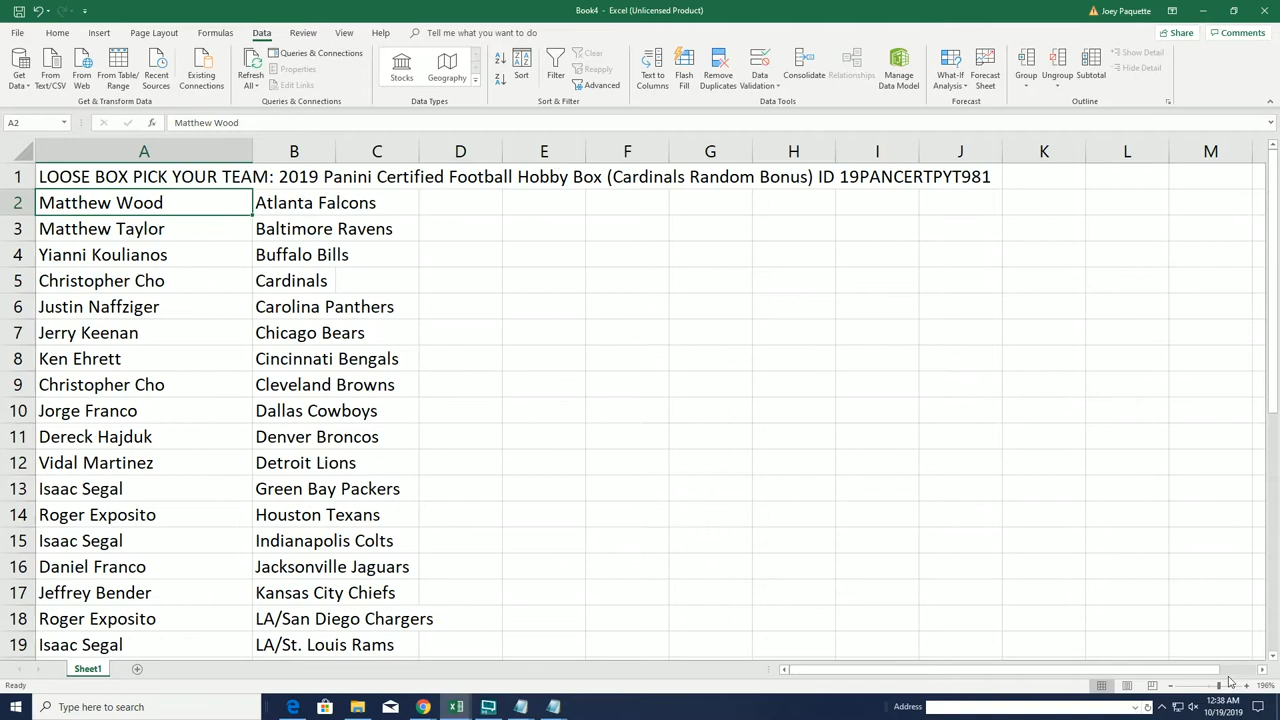 Book4 - Excel (Unlicensed Product)
Joey Paquette
File Home Insert Page Layout Formulas Data Review View Help Tell me what you want to do
Share Comments
Get Data From Text/CSV From Web From Table/Range Recent Sources Existing Connections
Refresh All Queries & Connections Properties Edit Links
Stocks Geography
Sort Filter Clear Reapply Advanced
Text to Columns Flash Fill Remove Duplicates Data Validation Consolidate Relationships Manage Data Model
What-If Analysis Forecast Sheet Group Ungroup Subtotal Show Detail Hide Detail
Get & Transform Data Queries & Connections Data Types Sort & Filter Data Tools Forecast Outline
A2 fx Matthew Wood
A B C D E F G H I J K L M
1 LOOSE BOX PICK YOUR TEAM: 2019 Panini Certified Football Hobby Box (Cardinals Random Bonus) ID 19PANCERTPYT981
2 Matthew Wood Atlanta Falcons
3 Matthew Taylor Baltimore Ravens
4 Yianni Koulianos Buffalo Bills
5 Christopher Cho Cardinals
6 Justin Naffziger Carolina Panthers
7 Jerry Keenan Chicago Bears
8 Ken Ehrett Cincinnati Bengals
9 Christopher Cho Cleveland Browns
10 Jorge Franco Dallas Cowboys
11 Dereck Hajduk Denver Broncos
12 Vidal Martinez Detroit Lions
13 Isaac Segal Green Bay Packers
14 Roger Exposito Houston Texans
15 Isaac Segal Indianapolis Colts
16 Daniel Franco Jacksonville Jaguars
17 Jeffrey Bender Kansas City Chiefs
18 Roger Exposito LA/San Diego Chargers
19 Isaac Segal LA/St. Louis Rams
Sheet1
Ready
196%
Type here to search
Address
12:38 AM
10/19/2019